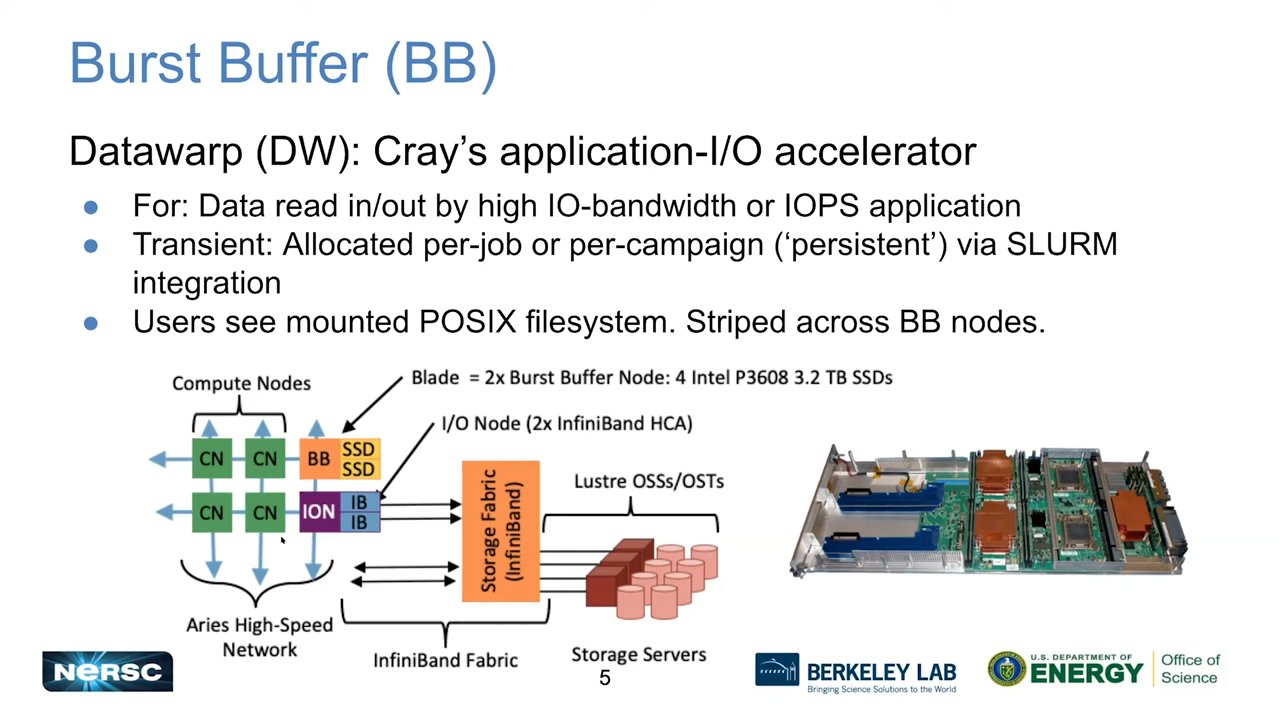 Burst Buffer (BB)
Datawarp (DW): Cray’s application-I/O accelerator
● For: Data read in/out by high IO-bandwidth or IOPS application
● Transient: Allocated per-job or per-campaign (‘persistent’) via SLURM
integration
● Users see mounted POSIX filesystem. Striped across BB nodes.
Compute Nodes
Blade = 2x Burst Buffer Node: 4 Intel P3608 3.2 TB SSDs
I/O Node (2x InfiniBand HCA)
CN
CN
BB
SSD
SSD
CN
CN
ION
IB
IB
Storage Fabric
(InfiniBand)
Lustre OSSs/OSTs
Aries High-Speed
Network
InfiniBand Fabric
Storage Servers
NERSC
5
BERKELEY LAB
Bringing Science Solutions to the World
U.S. DEPARTMENT OF
ENERGY
Office of
Science